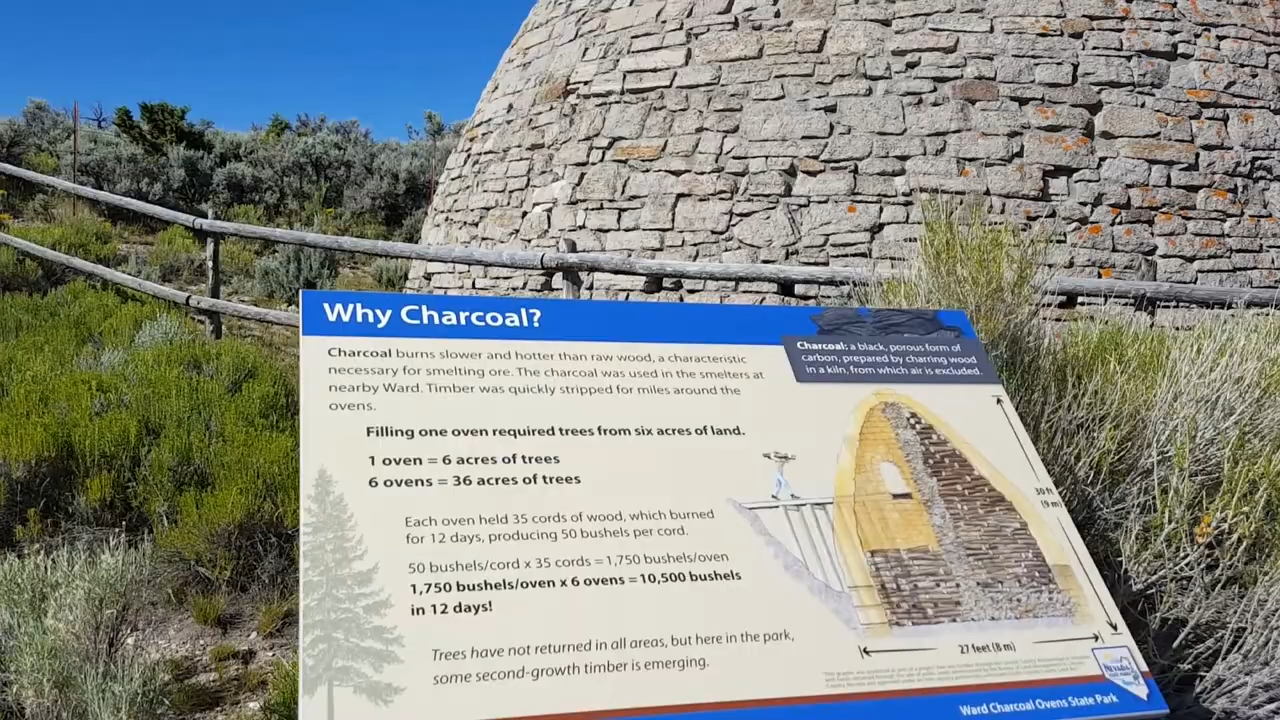 Why Charcoal?
Charcoal burns slower and hotter than raw wood, a characteristic
necessary for smelting ore. The charcoal was used in the smelters at
nearby Ward. Timber was quickly stripped for miles around the
ovens.
Filling one oven required trees from six acres of land.
1 oven = 6 acres of trees
6 ovens = 36 acres of trees
Each oven held 35 cords of wood, which burned
for 12 days, producing 50 bushels per cord.
50 bushels/cord x 35 cords = 1,750 bushels/oven
1,750 bushels/oven x 6 ovens = 10,500 bushels
in 12 days!
Trees have not returned in all areas, but here in the park,
some second-growth timber is emerging.
Charcoal: a black, porous form of
carbon, prepared by charring wood
in a kiln, from which air is excluded.
30 ft
(9 m)
27 feet (8 m)
NEVADA
Ward Charcoal Ovens State Park